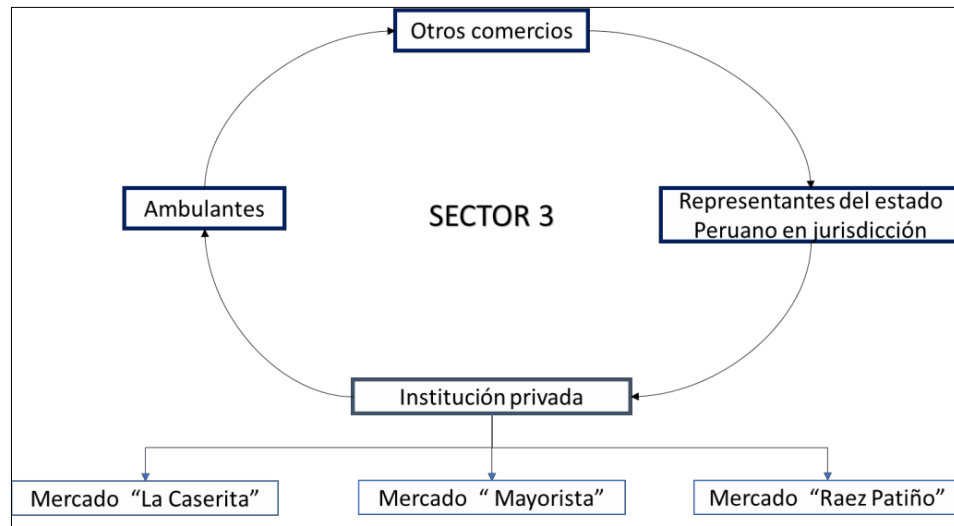 Otros comercios
Ambulantes
SECTOR 3
Representantes del estado
Peruano en jurisdicción
Institución privada
Mercado “La Caserita”
Mercado “ Mayorista”
Mercado “Raez Patiño”